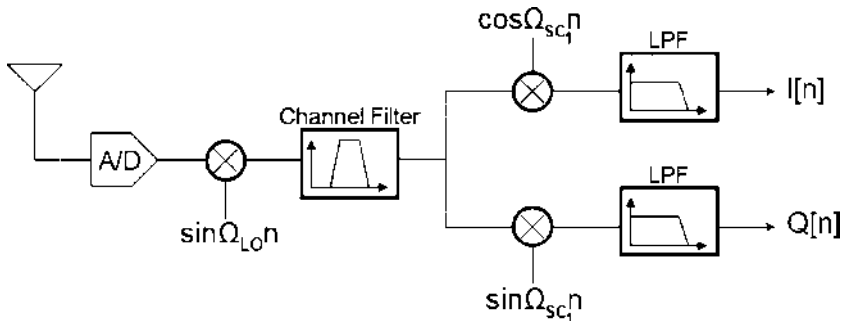 cosΩSC1n
LPF
I[n]
Channel Filter
A/D
sinΩLOn
LPF
Q[n]
sinΩSC1n